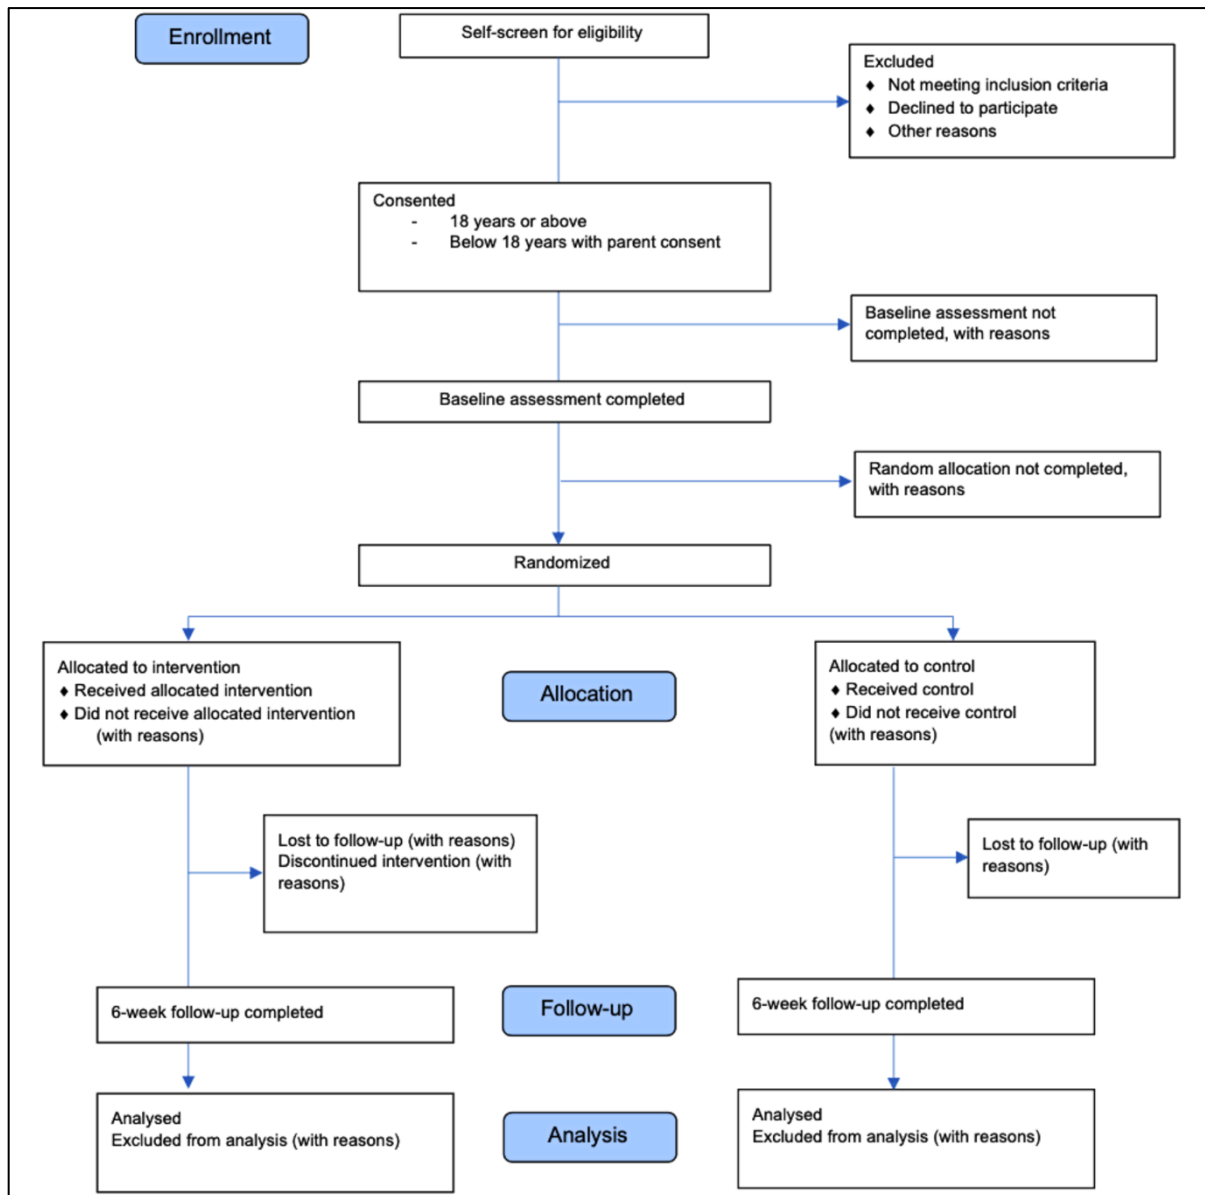 Enrollment
Self-screen for eligibility
Excluded
♦ Not meeting inclusion criteria
♦ Declined to participate
♦ Other reasons
Consented
- 18 years or above
- Below 18 years with parent consent
Baseline assessment not
completed, with reasons
Baseline assessment completed
Random allocation not completed,
with reasons
Randomized
Allocated to intervention
♦ Received allocated intervention
♦ Did not receive allocated intervention
(with reasons)
Allocation
Allocated to control
♦ Received control
♦ Did not receive control
(with reasons)
Lost to follow-up (with reasons)
Discontinued intervention (with
reasons)
Lost to follow-up (with
reasons)
6-week follow-up completed
Follow-up
6-week follow-up completed
Analysed
Excluded from analysis (with reasons)
Analysis
Analysed
Excluded from analysis (with reasons)